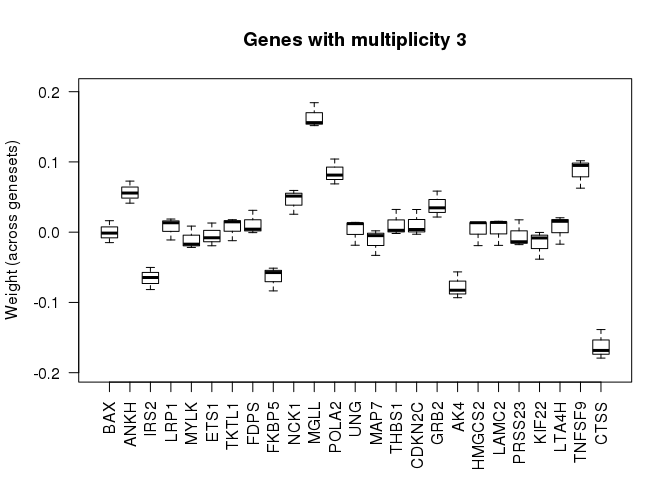 Genes with multiplicity 3
Weight (across genesets)
0.2
0.1
0.0
-0.1
-0.2
BAX
ANKH
IRS2
LRP1
MYLK
ETS1
TKTL1
FDPS
FKBP5
NCK1
MGLL
POLA2
UNG
MAP7
THBS1
CDKN2C
GRB2
AK4
HMGCS2
LAMC2
PRSS23
KIF22
LTA4H
TNFSF9
CTSS